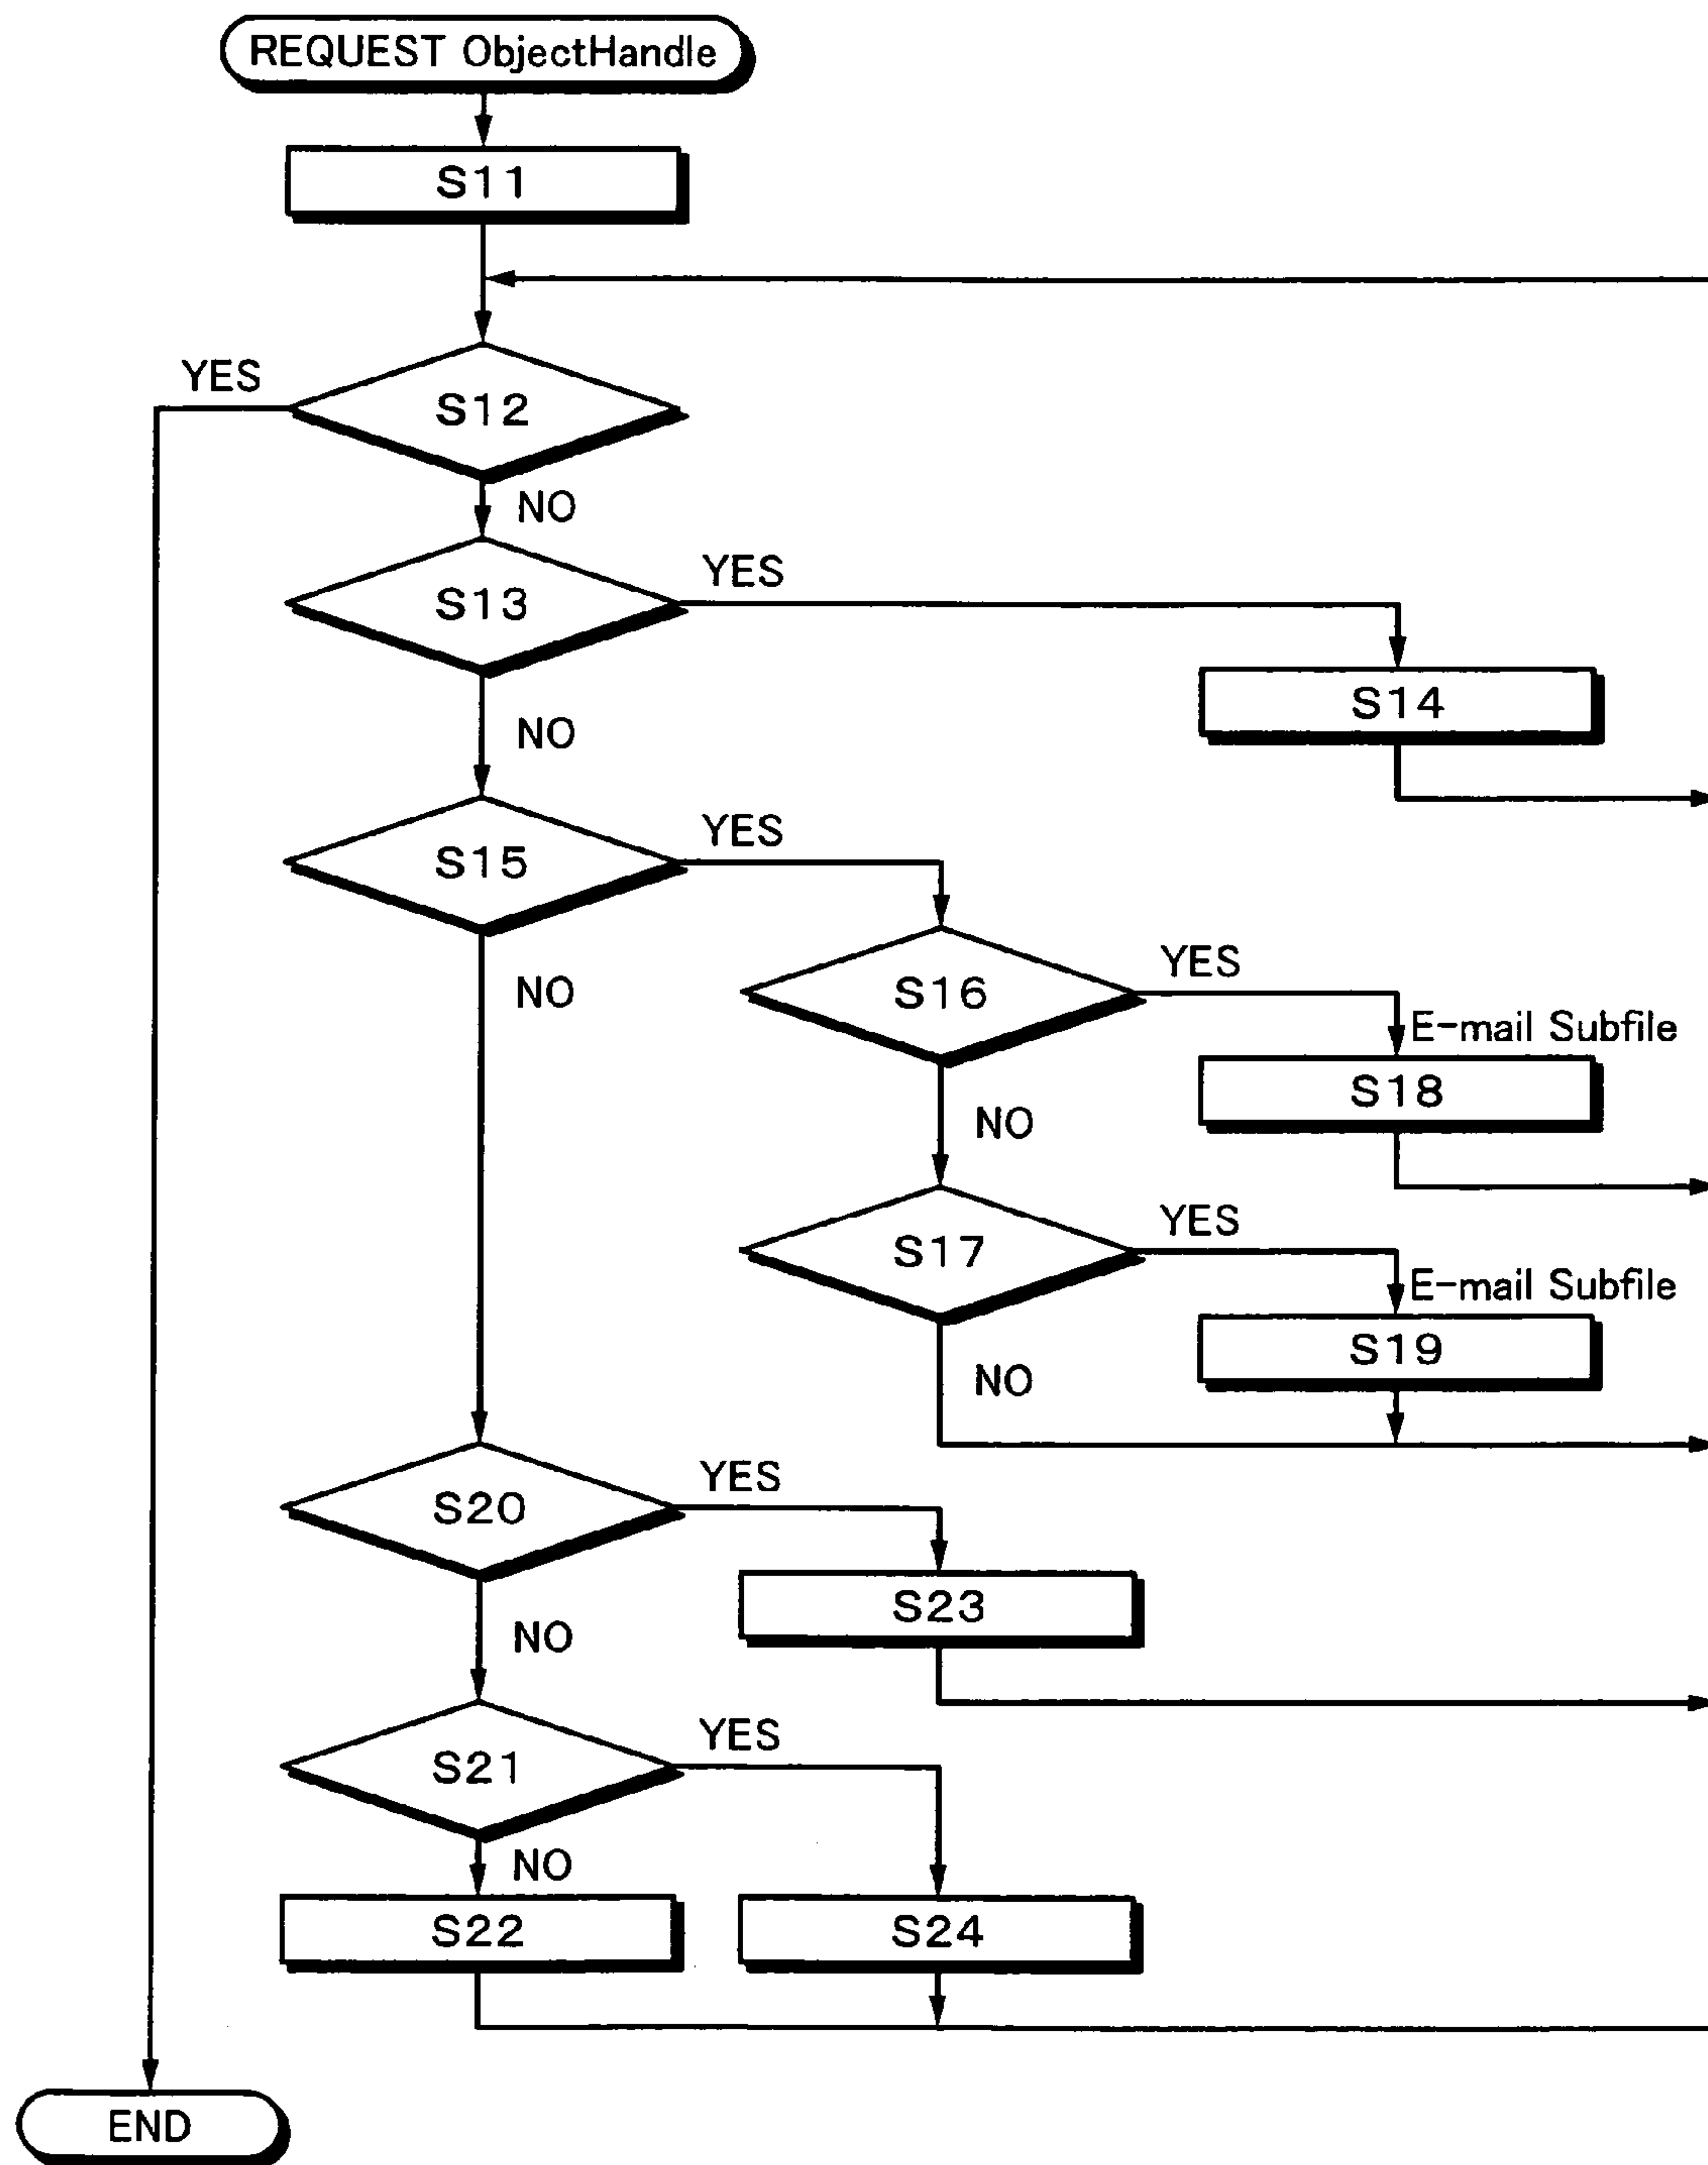 REQUEST ObjectHandle
S11
YES
S12
NO
S13
YES
S14
NO
S15
YES
NO
S16
YES
E-mail Subfile
S18
NO
S17
YES
E-mail Subfile
S19
NO
S20
YES
S23
NO
S21
YES
NO
S22
S24
END